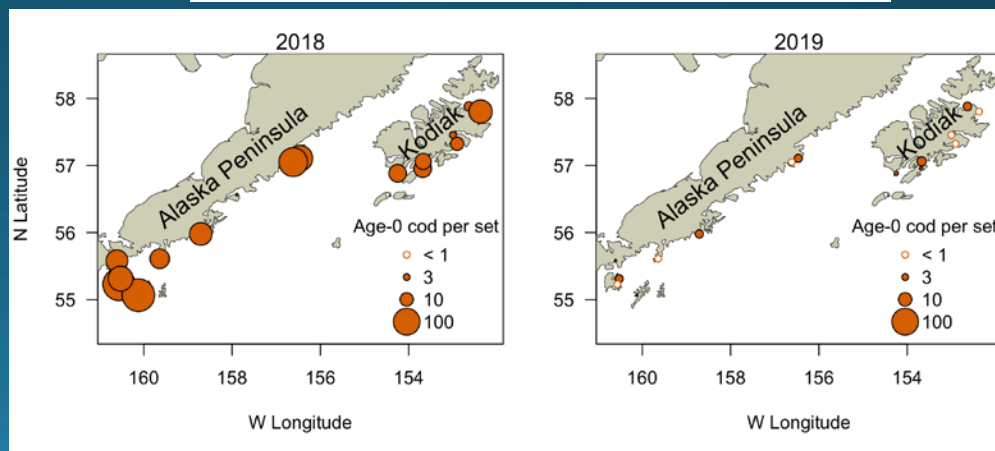 2018
58
57
56
55
N Latitude
Alaska Peninsula
Kodiak
Age-0 cod per set
< 1
3
10
100
160
158
156
154
W Longitude
2019
58
57
56
55
Alaska Peninsula
Kodiak
Age-0 cod per set
< 1
3
10
100
160
158
156
154
W Longitude